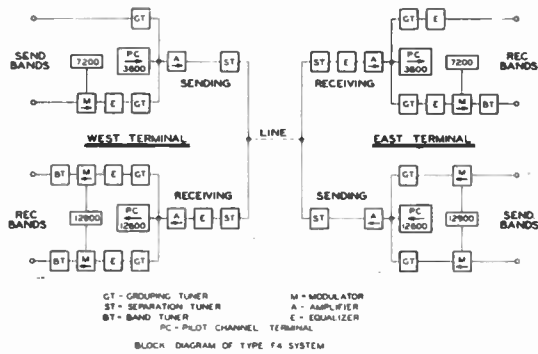 GT GT E
SEND BANDS 7200 PC 3800 A ST ST E A PC 3800 7200 REC BANDS
SENDING RECEIVING
M E GT GT E M BT
WEST TERMINAL LINE EAST TERMINAL
BT M E GT GT M
RECEIVING SENDING
REC BANDS 12800 PC 12800 A E ST ST A PC 12800 12800 SEND BANDS
BT M E GT GT M
GT - GROUPING TUNER M - MODULATOR
ST - SEPARATION TUNER A - AMPLIFIER
BT - BAND TUNER E - EQUALIZER
PC - PILOT CHANNEL TERMINAL
BLOCK DIAGRAM OF TYPE F4 SYSTEM